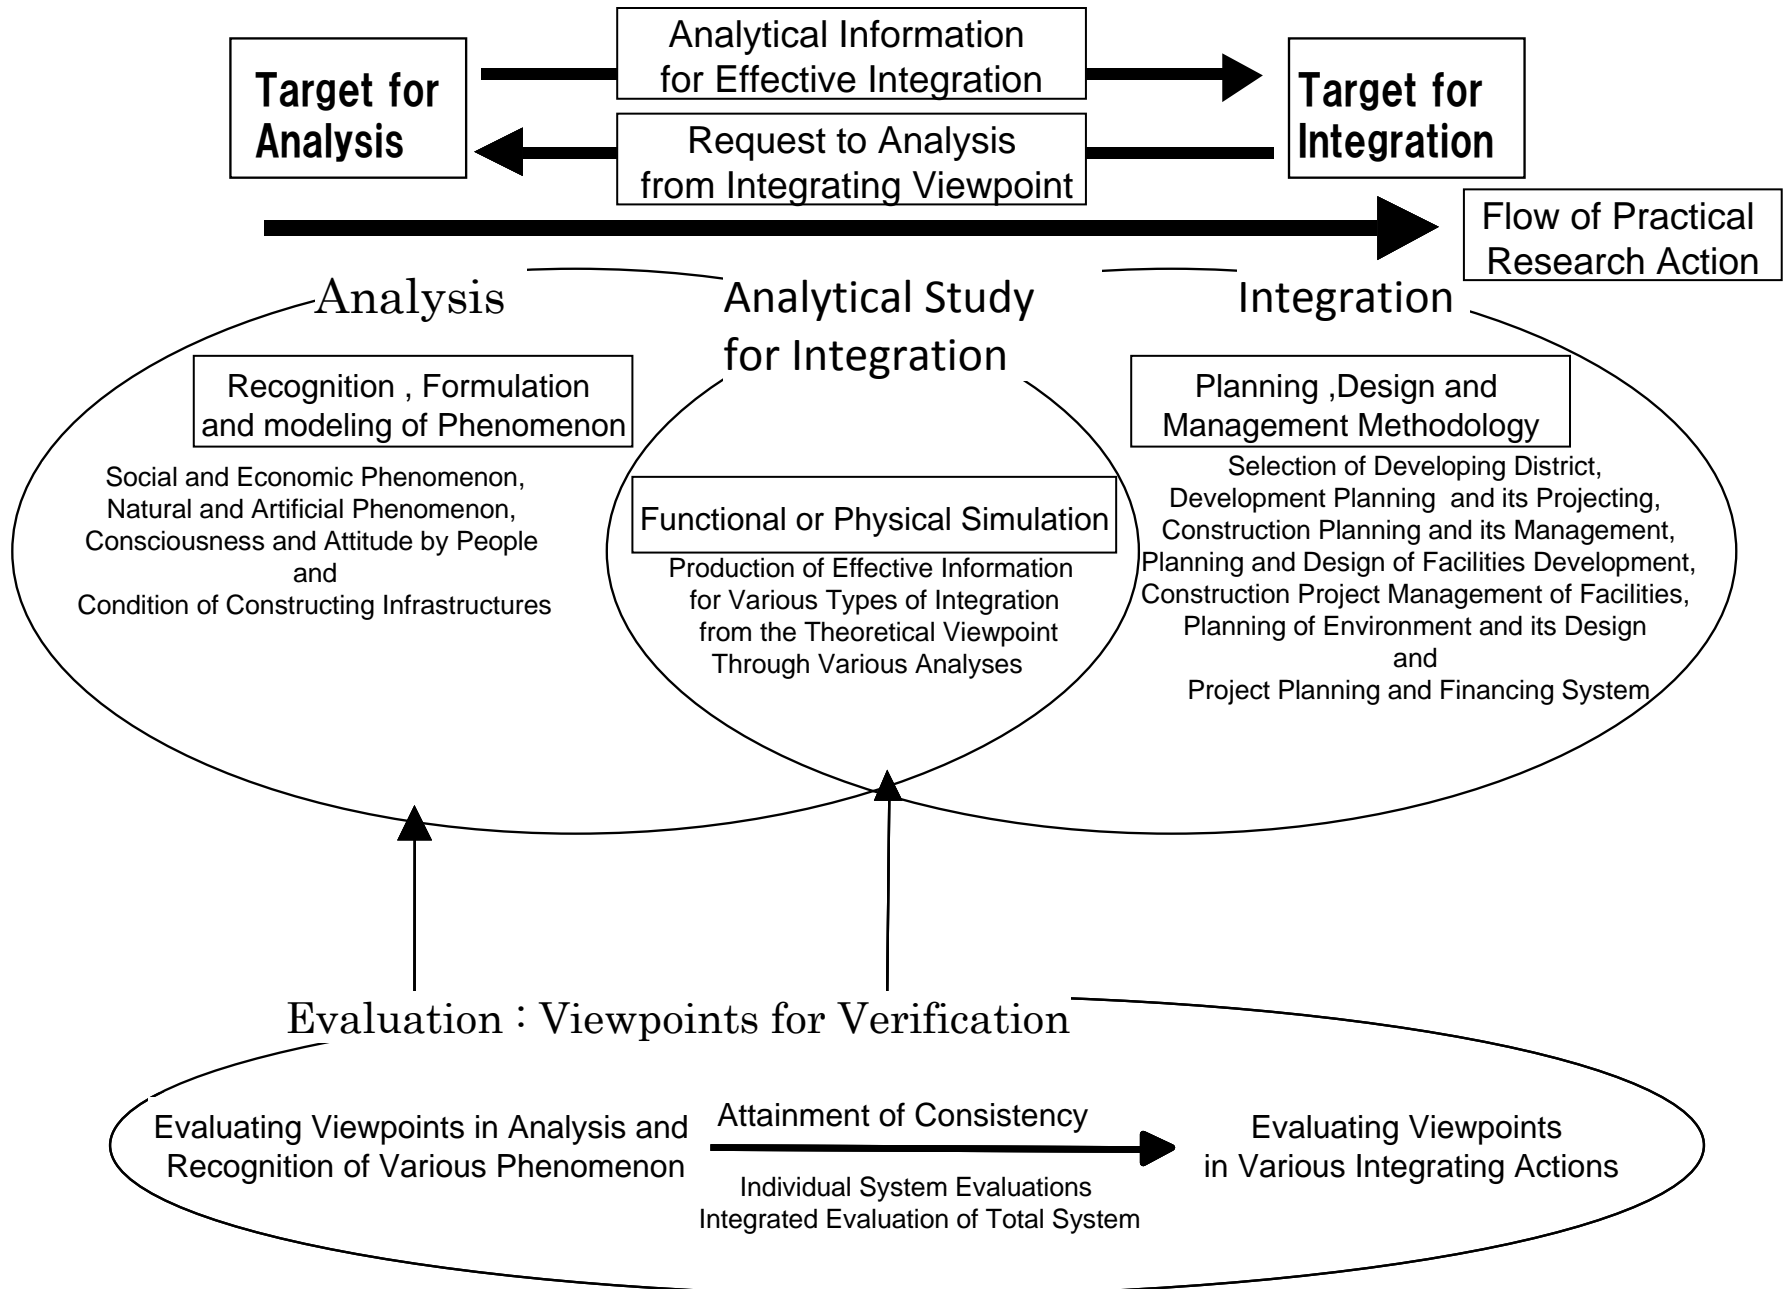 Target for
Analysis
Analytical Information
for Effective Integration
Request to Analysis
from Integrating Viewpoint
Target for
Integration
Flow of Practical
Research Action
Analysis
Analytical Study
for Integration
Integration
Recognition , Formulation
and modeling of Phenomenon
Social and Economic Phenomenon,
Natural and Artificial Phenomenon,
Consciousness and Attitude by People
and
Condition of Constructing Infrastructures
Functional or Physical Simulation
Production of Effective Information
for Various Types of Integration
from the Theoretical Viewpoint
Through Various Analyses
Planning ,Design and
Management Methodology
Selection of Developing District,
Development Planning and its Projecting,
Construction Planning and its Management,
Planning and Design of Facilities Development,
Construction Project Management of Facilities,
Planning of Environment and its Design
and
Project Planning and Financing System
Evaluation : Viewpoints for Verification
Evaluating Viewpoints in Analysis and
Recognition of Various Phenomenon
Attainment of Consistency
Individual System Evaluations
Integrated Evaluation of Total System
Evaluating Viewpoints
in Various Integrating Actions